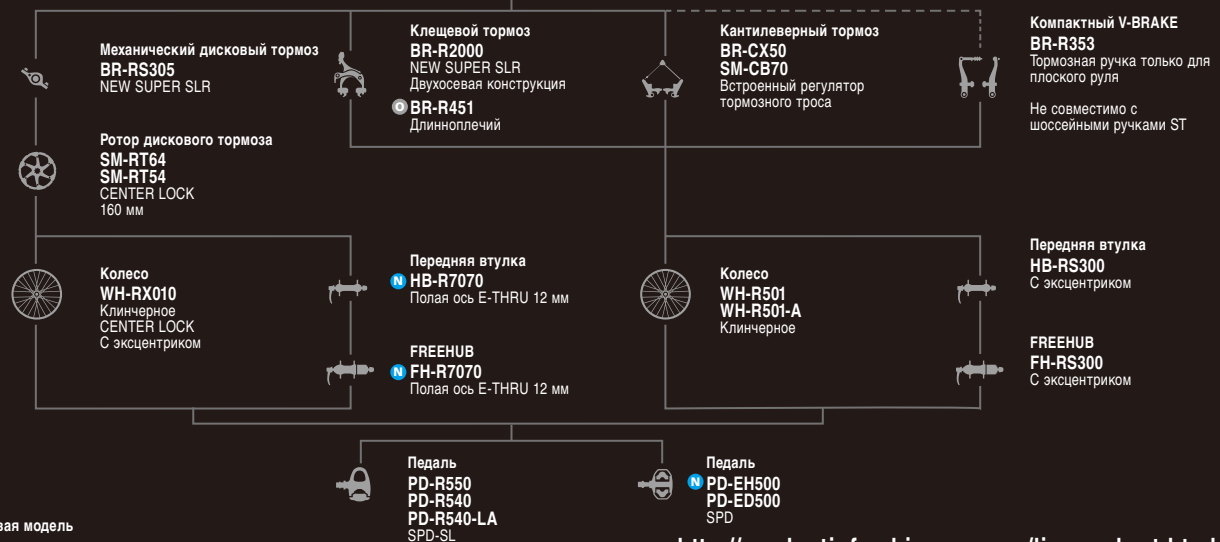 Механический дисковый тормоз
BR-RS305
NEW SUPER SLR
Клещевой тормоз
BR-R2000
NEW SUPER SLR
Двухосевая конструкция
O BR-R451
Длинноплечий
Кантилеверный тормоз
BR-CX50
SM-CB70
Встроенный регулятор
тормозного троса
Компактный V-BRAKE
BR-R353
Тормозная ручка только для
плоского руля
Не совместимо с
шоссейными ручками ST
Ротор дискового тормоза
SM-RT64
SM-RT54
CENTER LOCK
160 мм
Колесо
WH-RX010
Клинчерное
CENTER LOCK
С эксцентриком
Передняя втулка
N HB-R7070
Полая ось E-THRU 12 мм
FREEHUB
N FH-R7070
Полая ось E-THRU 12 мм
Колесо
WH-R501
WH-R501-A
Клинчерное
Передняя втулка
HB-RS300
С эксцентриком
FREEHUB
FH-RS300
С эксцентриком
Педаль
PD-R550
PD-R540
PD-R540-LA
SPD-SL
Педаль
N PD-EH500
PD-ED500
SPD
модель